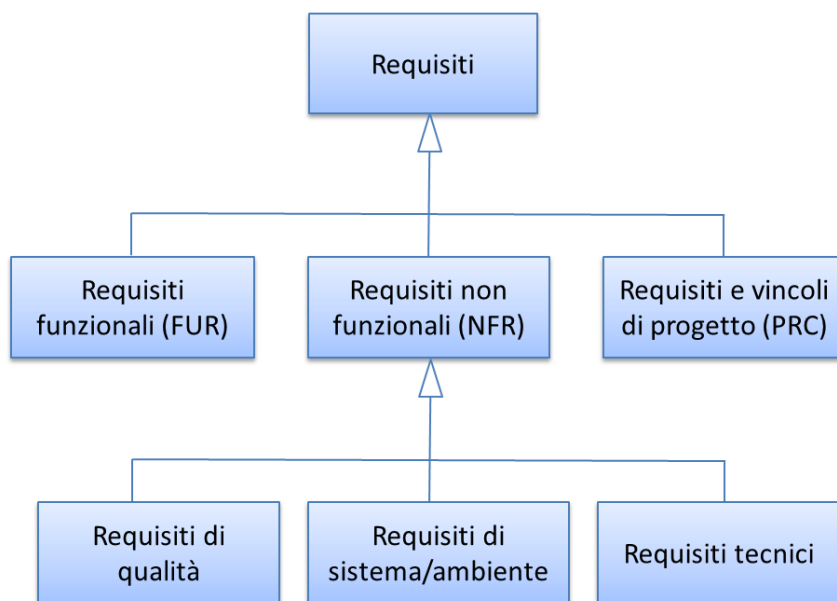 Requisiti
Requisiti
funzionali (FUR)
Requisiti non
funzionali (NFR)
Requisiti e vincoli
di progetto (PRC)
Requisiti di
qualità
Requisiti di
sistema/ambiente
Requisiti tecnici